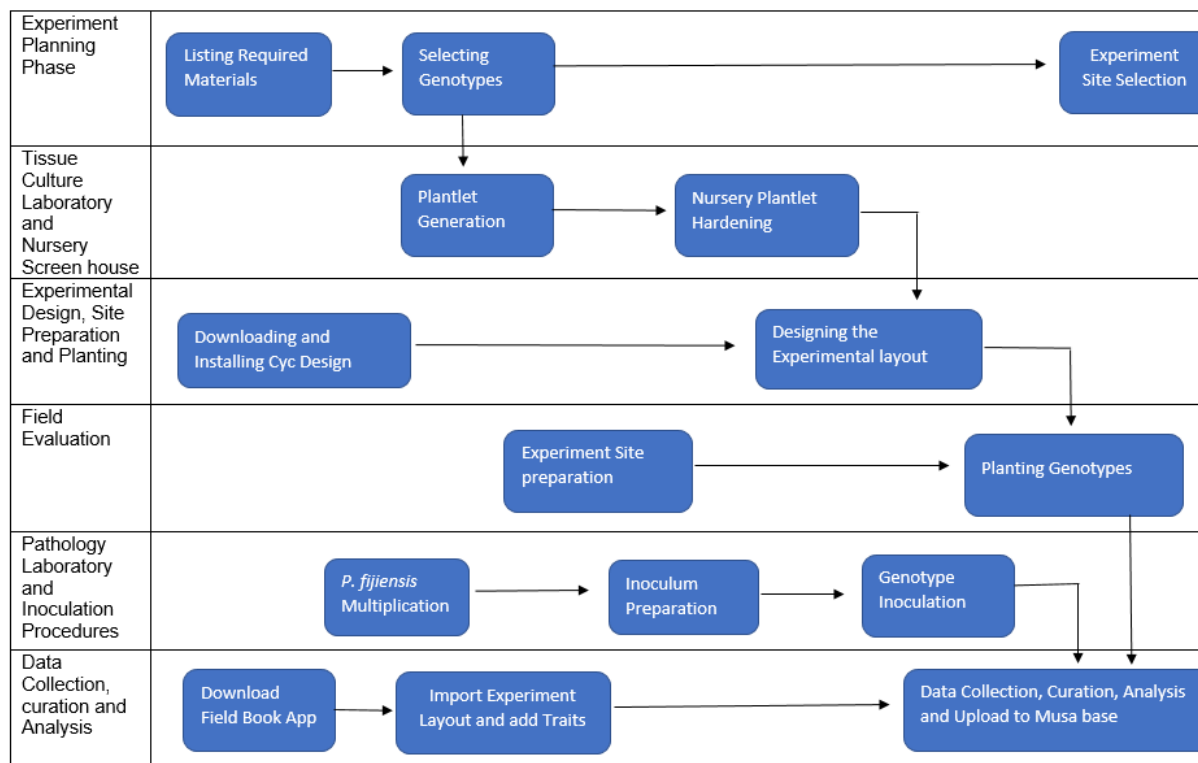 Experiment
Planning
Phase
Listing Required
Materials
Selecting
Genotypes
Experiment
Site Selection
Tissue
Culture
Laboratory
and
Nursery
Screen house
Plantlet
Generation
Nursery Plantlet
Hardening
Experimental
Design, Site
Preparation
and Planting
Downloading and
Installing Cyc Design
Designing the
Experimental layout
Field
Evaluation
Experiment Site
preparation
Planting Genotypes
Pathology
Laboratory
and
Inoculation
Procedures
P. fijiensis
Multiplication
Inoculum
Preparation
Genotype
Inoculation
Data
Collection,
curation and
Analysis
Download
Field Book App
Import Experiment
Layout and add Traits
Data Collection, Curation, Analysis
and Upload to Musa base